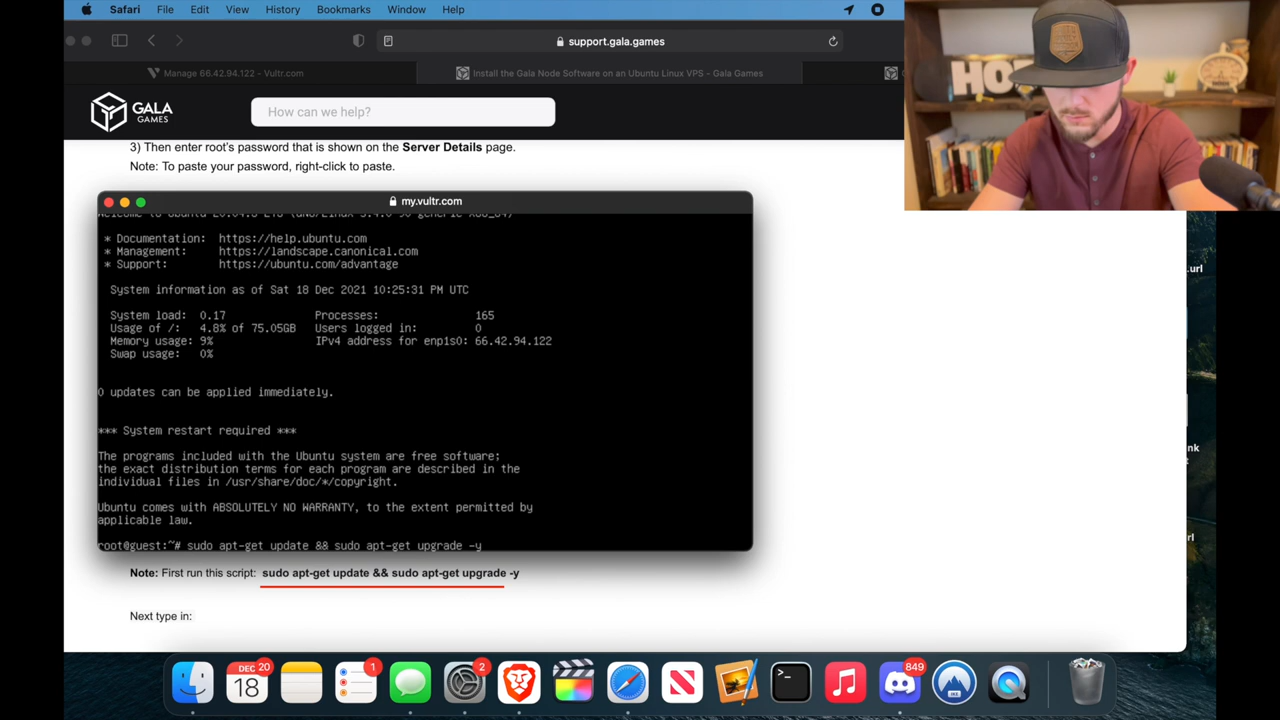 Safari File Edit View History Bookmarks Window Help
support.gala.games
Manage 66.42.94.122 - Vultr.com
Install the Gala Node Software on an Ubuntu Linux VPS - Gala Games
GALA
GAMES
How can we help?
3) Then enter root's password that is shown on the Server Details page.
Note: To paste your password, right-click to paste.
my.vultr.com
* Documentation: https://help.ubuntu.com
* Management: https://landscape.canonical.com
* Support: https://ubuntu.com/advantage
System information as of Sat 18 Dec 2021 10:25:31 PM UTC
System load: 0.17 Processes: 165
Usage of /: 4.8% of 75.05GB Users logged in: 0
Memory usage: 9% IPv4 address for enp1s0: 66.42.94.122
Swap usage: 0%
0 updates can be applied immediately.
*** System restart required ***
The programs included with the Ubuntu system are free software;
the exact distribution terms for each program are described in the
individual files in /usr/share/doc/*/copyright.
Ubuntu comes with ABSOLUTELY NO WARRANTY, to the extent permitted by
applicable law.
root@guest:~# sudo apt-get update && sudo apt-get upgrade -y
Note: First run this script: sudo apt-get update && sudo apt-get upgrade -y
Next type in:
.url
nk
:
rl
DEC 20
18
1
2
849
>-